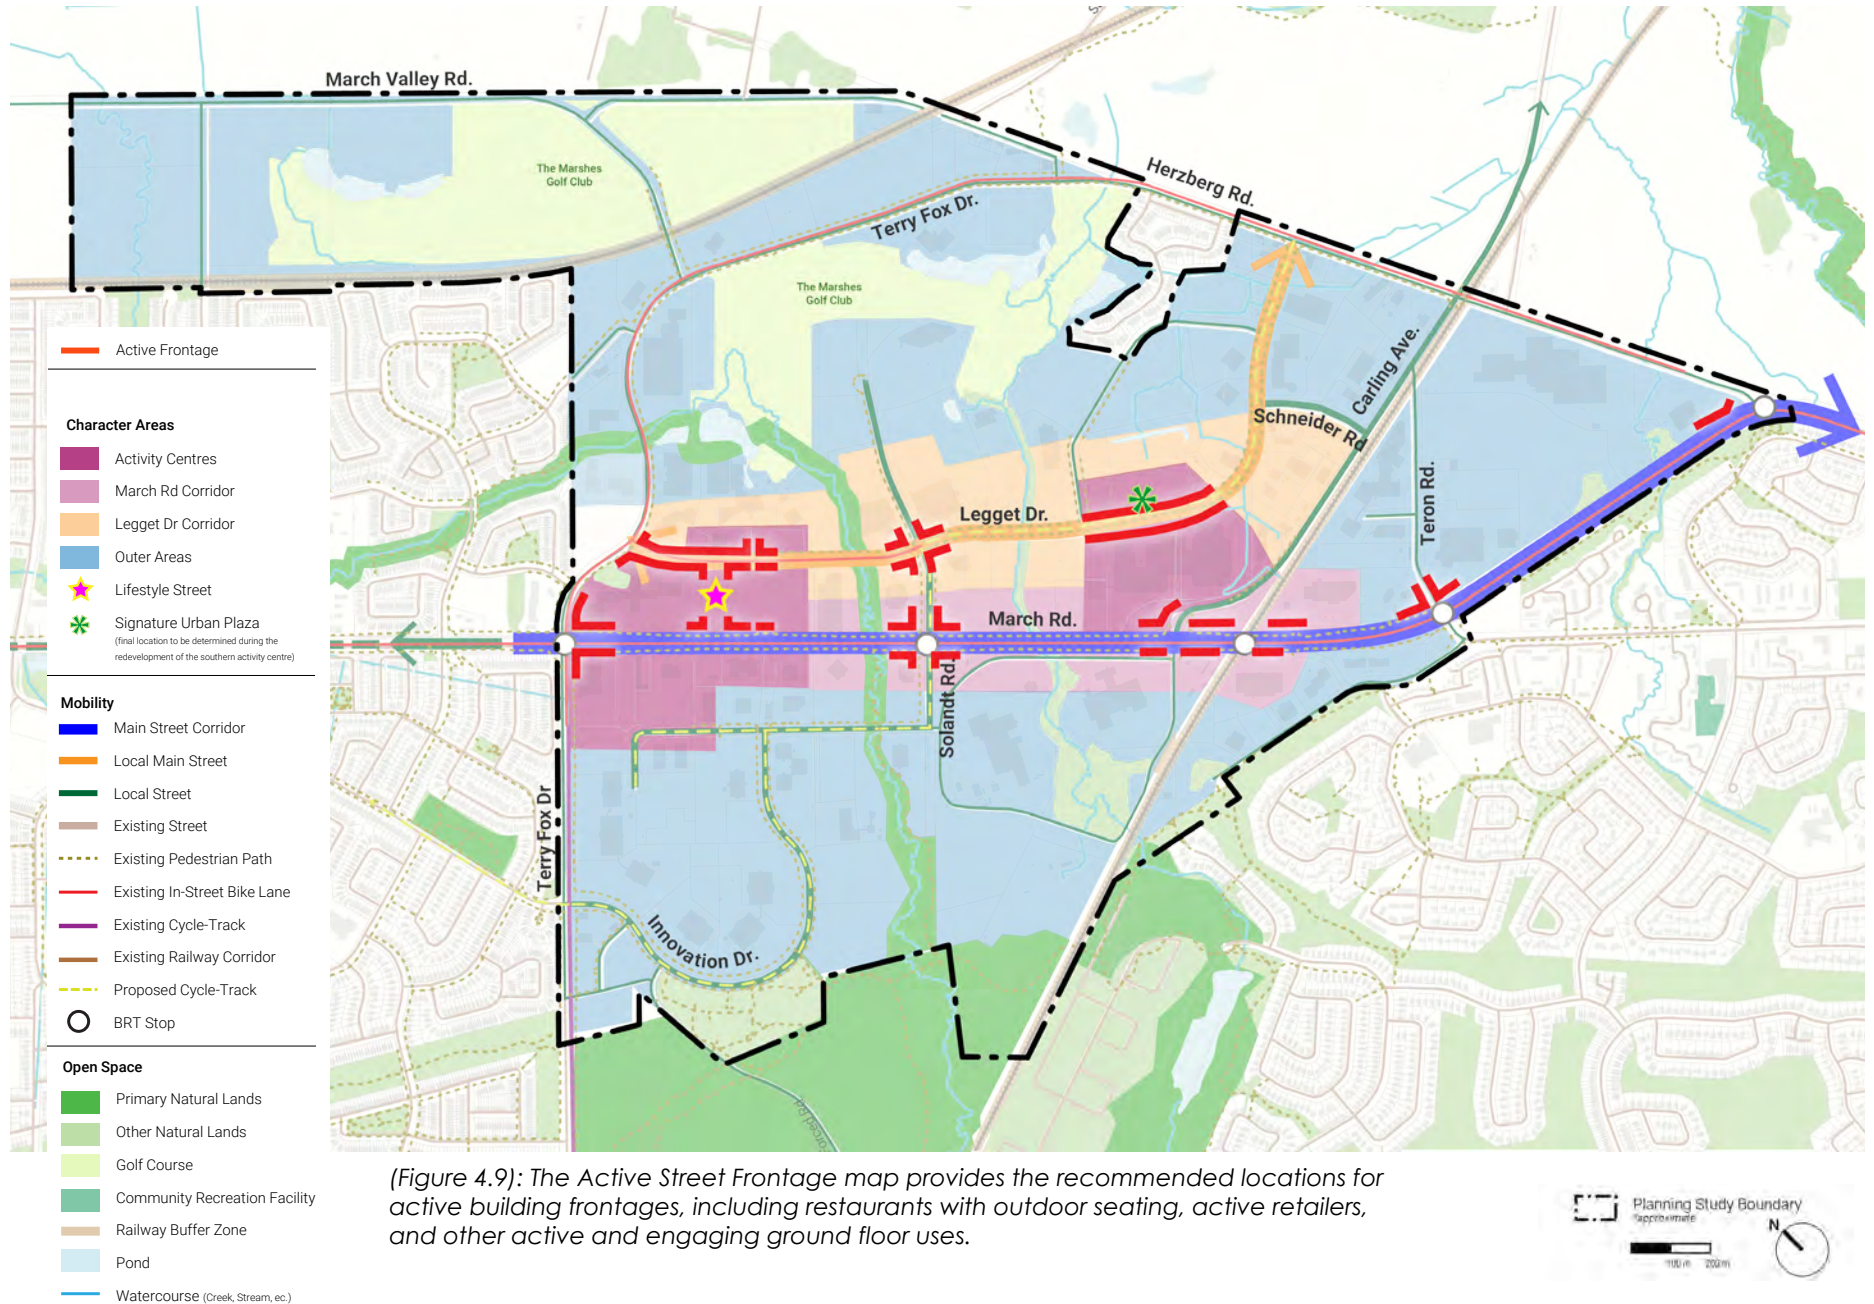 March Valley Rd.
The Marshes
Golf Club
Herzberg Rd.
Terry Fox Dr.
The Marshes
Golf Club
Carling Ave.
Schneider Rd
Teron Rd.
Legget Dr.
March Rd.
Solandt Rd.
Terry Fox Dr
Innovation Dr.
Active Frontage
Character Areas
Activity Centres
March Rd Corridor
Legget Dr Corridor
Outer Areas
Lifestyle Street
Signature Urban Plaza
(final location to be determined during the
redevelopment of the southern activity centre)
Mobility
Main Street Corridor
Local Main Street
Local Street
Existing Street
Existing Pedestrian Path
Existing In-Street Bike Lane
Existing Cycle-Track
Existing Railway Corridor
Proposed Cycle-Track
BRT Stop
Open Space
Primary Natural Lands
Other Natural Lands
Golf Course
Community Recreation Facility
Railway Buffer Zone
Pond
Watercourse (Creek, Stream, ec.)
(Figure 4.9): The Active Street Frontage map provides the recommended locations for
active building frontages, including restaurants with outdoor seating, active retailers,
and other active and engaging ground floor uses.
Planning Study Boundary
*approximate
N
100 m 200 m